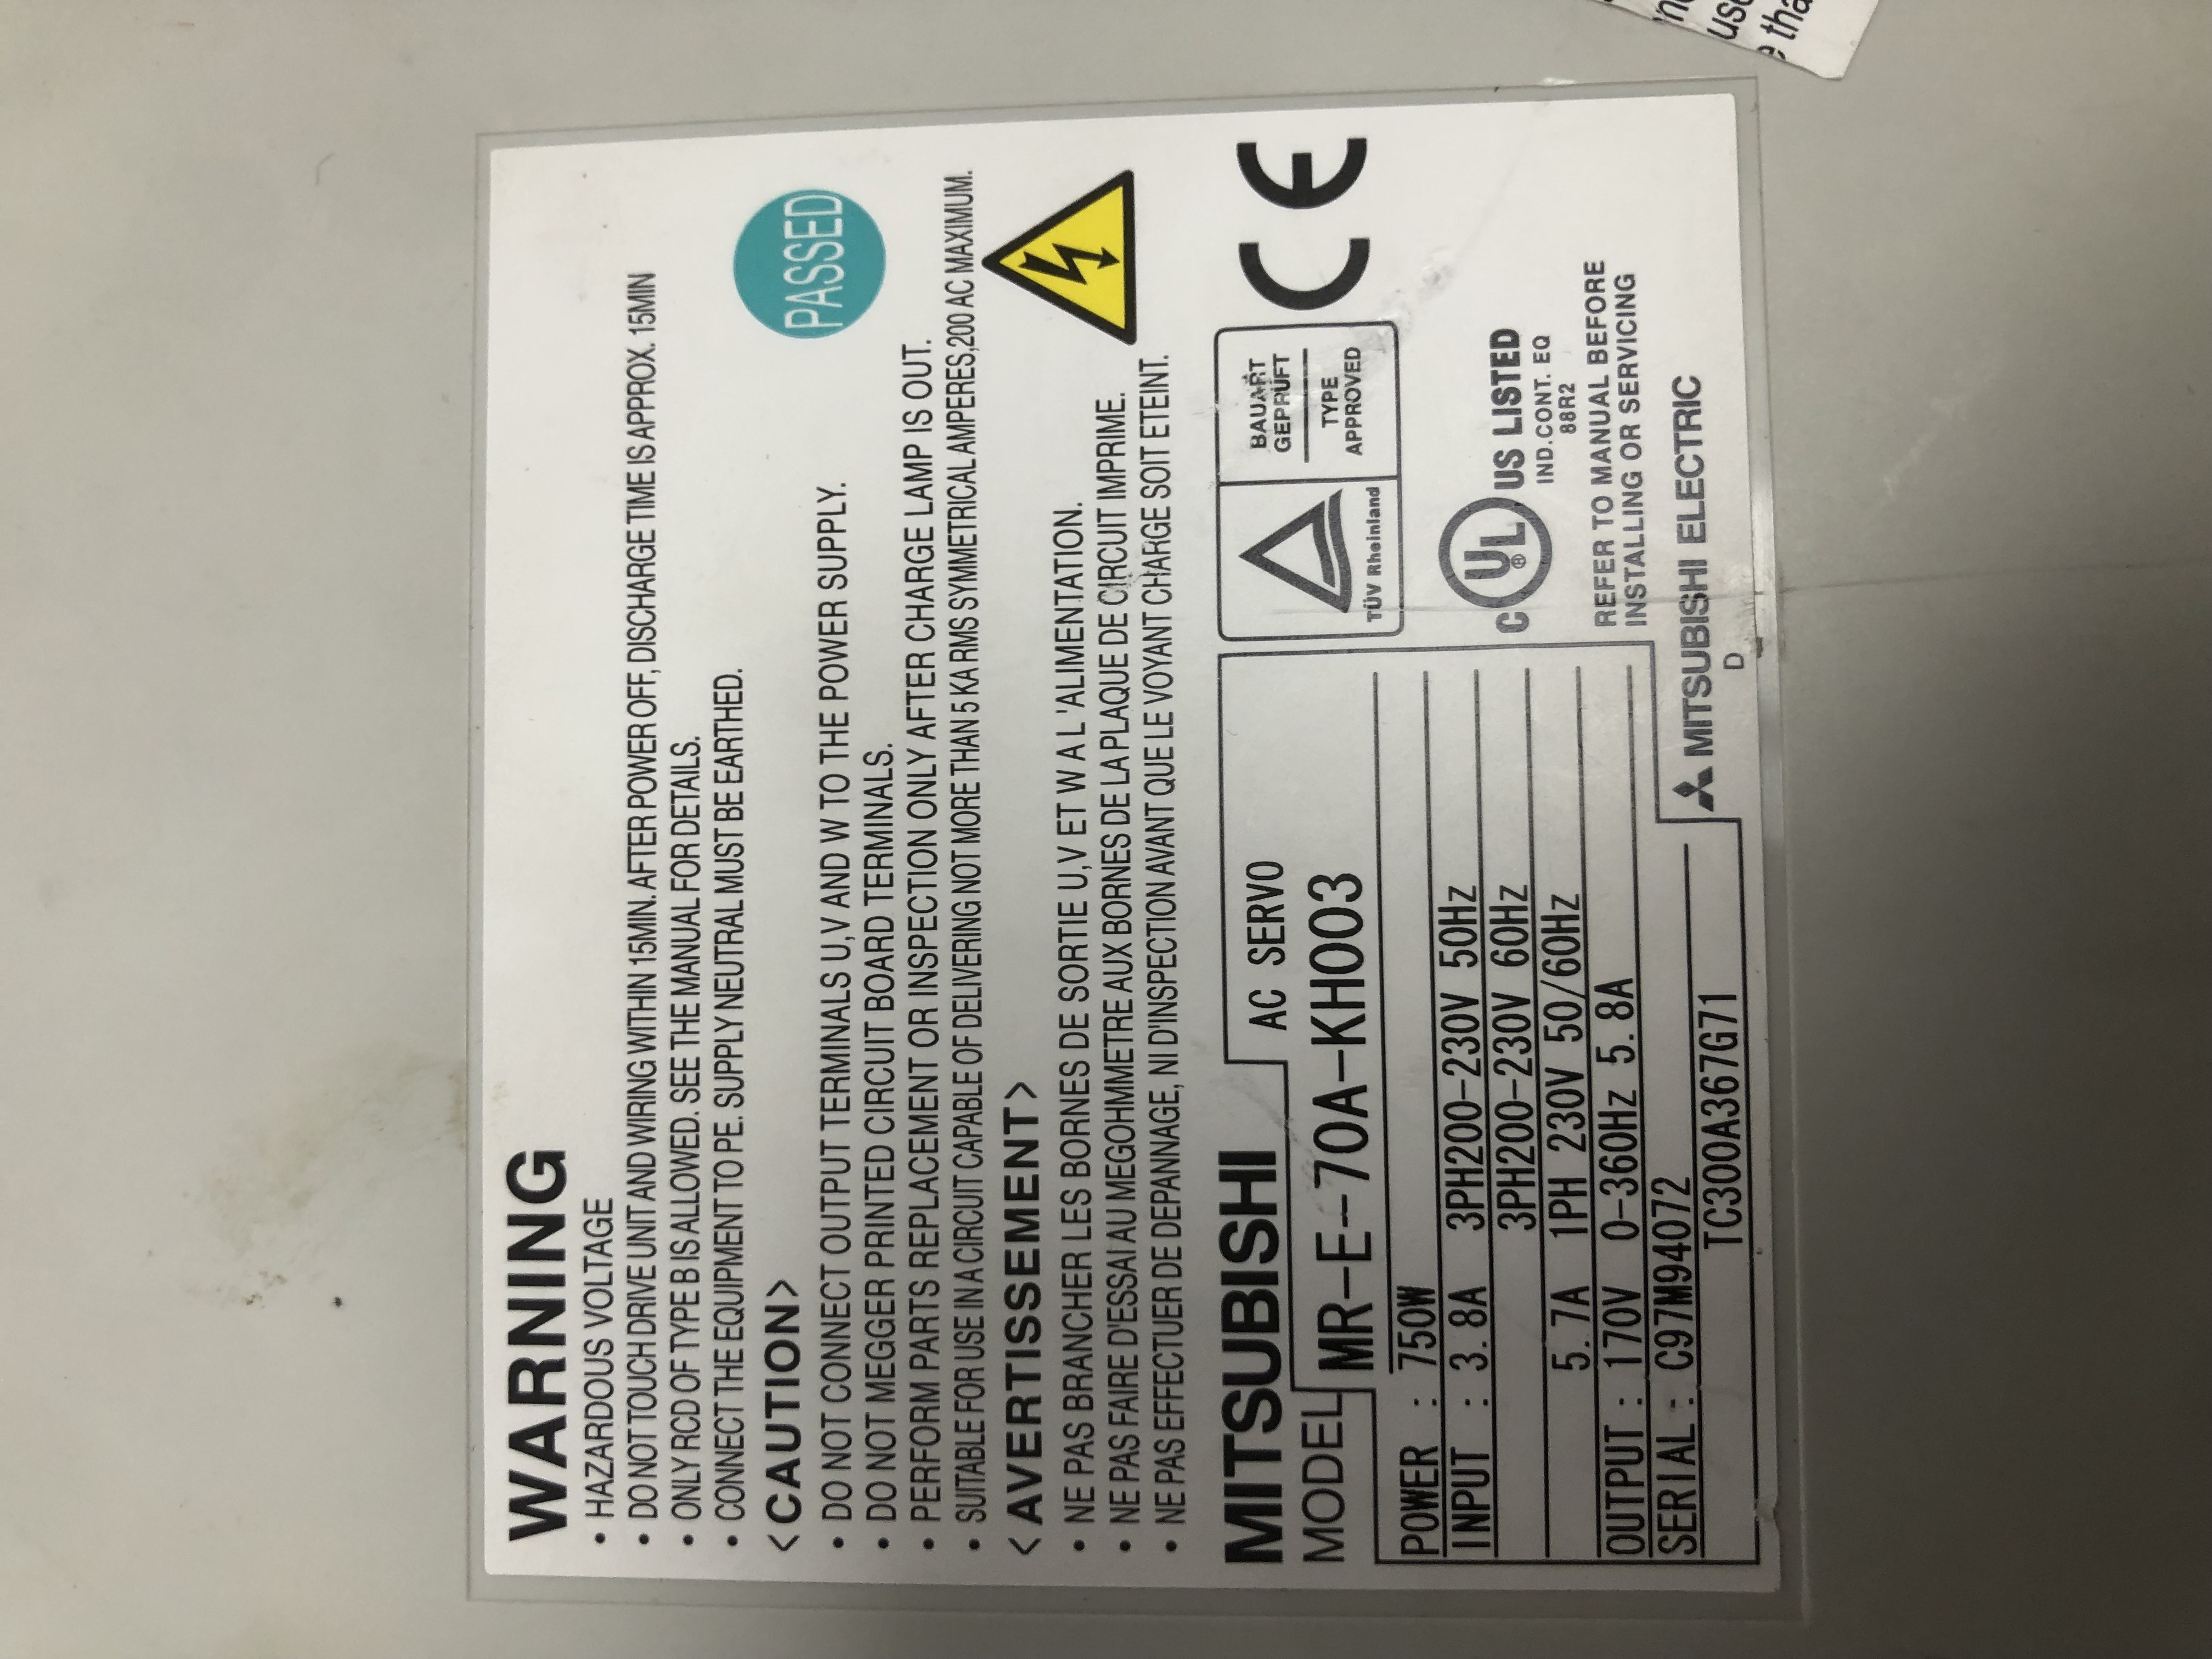 WARNING
• HAZARDOUS VOLTAGE
• DO NOT TOUCH DRIVE UNIT AND WIRING WITHIN 15MIN. AFTER POWER OFF, DISCHARGE TIME IS APPROX. 15MIN
• ONLY RCD OF TYPE B IS ALLOWED. SEE THE MANUAL FOR DETAILS.
• CONNECT THE EQUIPMENT TO PE. SUPPLY NEUTRAL MUST BE EARTHED.
PASSED
<CAUTION>
• DO NOT CONNECT OUTPUT TERMINALS U,V AND W TO THE POWER SUPPLY.
• DO NOT MEGGER PRINTED CIRCUIT BOARD TERMINALS.
• PERFORM PARTS REPLACEMENT OR INSPECTION ONLY AFTER CHARGE LAMP IS OUT.
• SUITABLE FOR USE IN A CIRCUIT CAPABLE OF DELIVERING NOT MORE THAN 5 KA RMS SYMMETRICAL AMPERES,200 AC MAXIMUM.
<AVERTISSEMENT>
• NE PAS BRANCHER LES BORNES DE SORTIE U,V ET W A L'ALIMENTATION.
• NE PAS FAIRE D'ESSAI AU MEGOHMMETRE AUX BORNES DE LA PLAQUE DE CIRCUIT IMPRIME.
• NE PAS EFFECTUER DE DEPANNAGE, NI D'INSPECTION AVANT QUE LE VOYANT CHARGE SOIT ETEINT.
MITSUBISHI AC SERVO
MODEL MR-E-70A-KH003
POWER : 750W
INPUT : 3.8A 3PH200-230V 50Hz
3PH200-230V 60Hz
5.7A 1PH 230V 50/60Hz
OUTPUT : 170V 0-360Hz 5.8A
SERIAL : C97M94072
TC300A367G71
TÜV Rheinland
BAUART
GEPRÜFT
TYPE
APPROVED
CE
C UL® US LISTED
IND.CONT. EQ
88R2
REFER TO MANUAL BEFORE
INSTALLING OR SERVICING
MITSUBISHI ELECTRIC
D
use
e tha